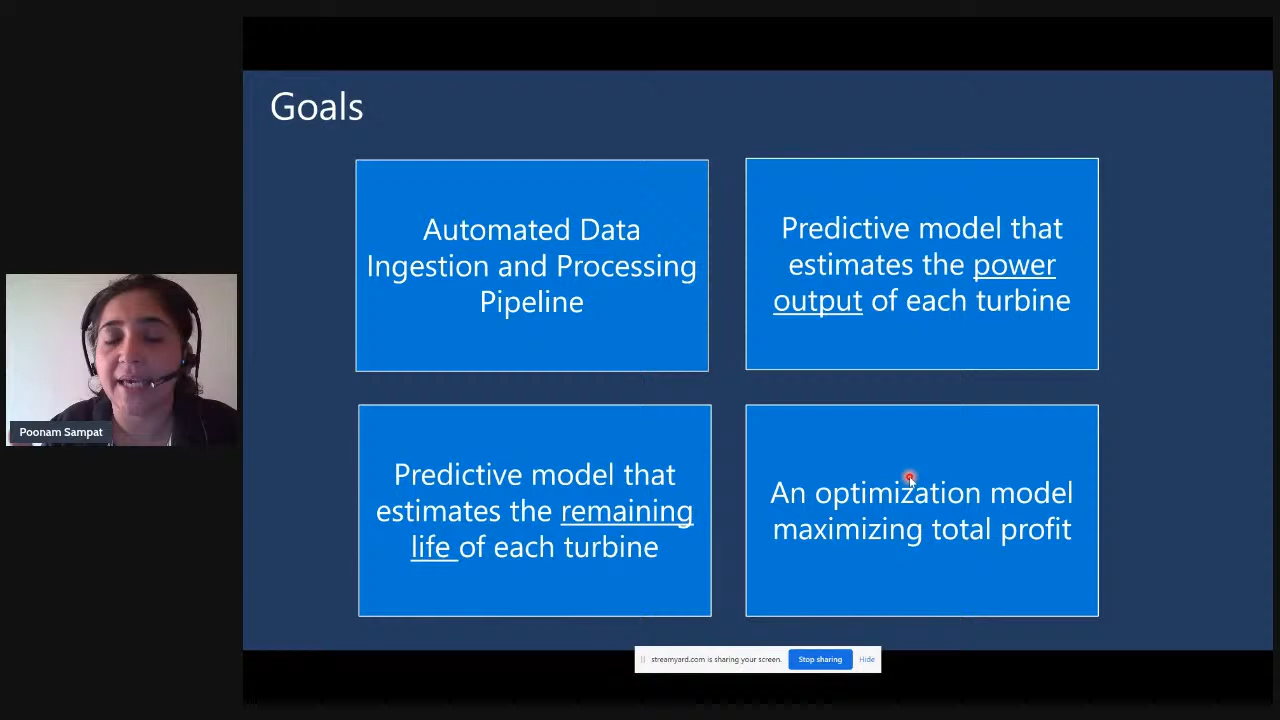 Goals
Automated Data
Ingestion and Processing
Pipeline
Predictive model that
estimates the power
output of each turbine
Predictive model that
estimates the remaining
life of each turbine
An optimization model
maximizing total profit
Poonam Sampat
streamyard.com is sharing your screen.
Stop sharing
Hide